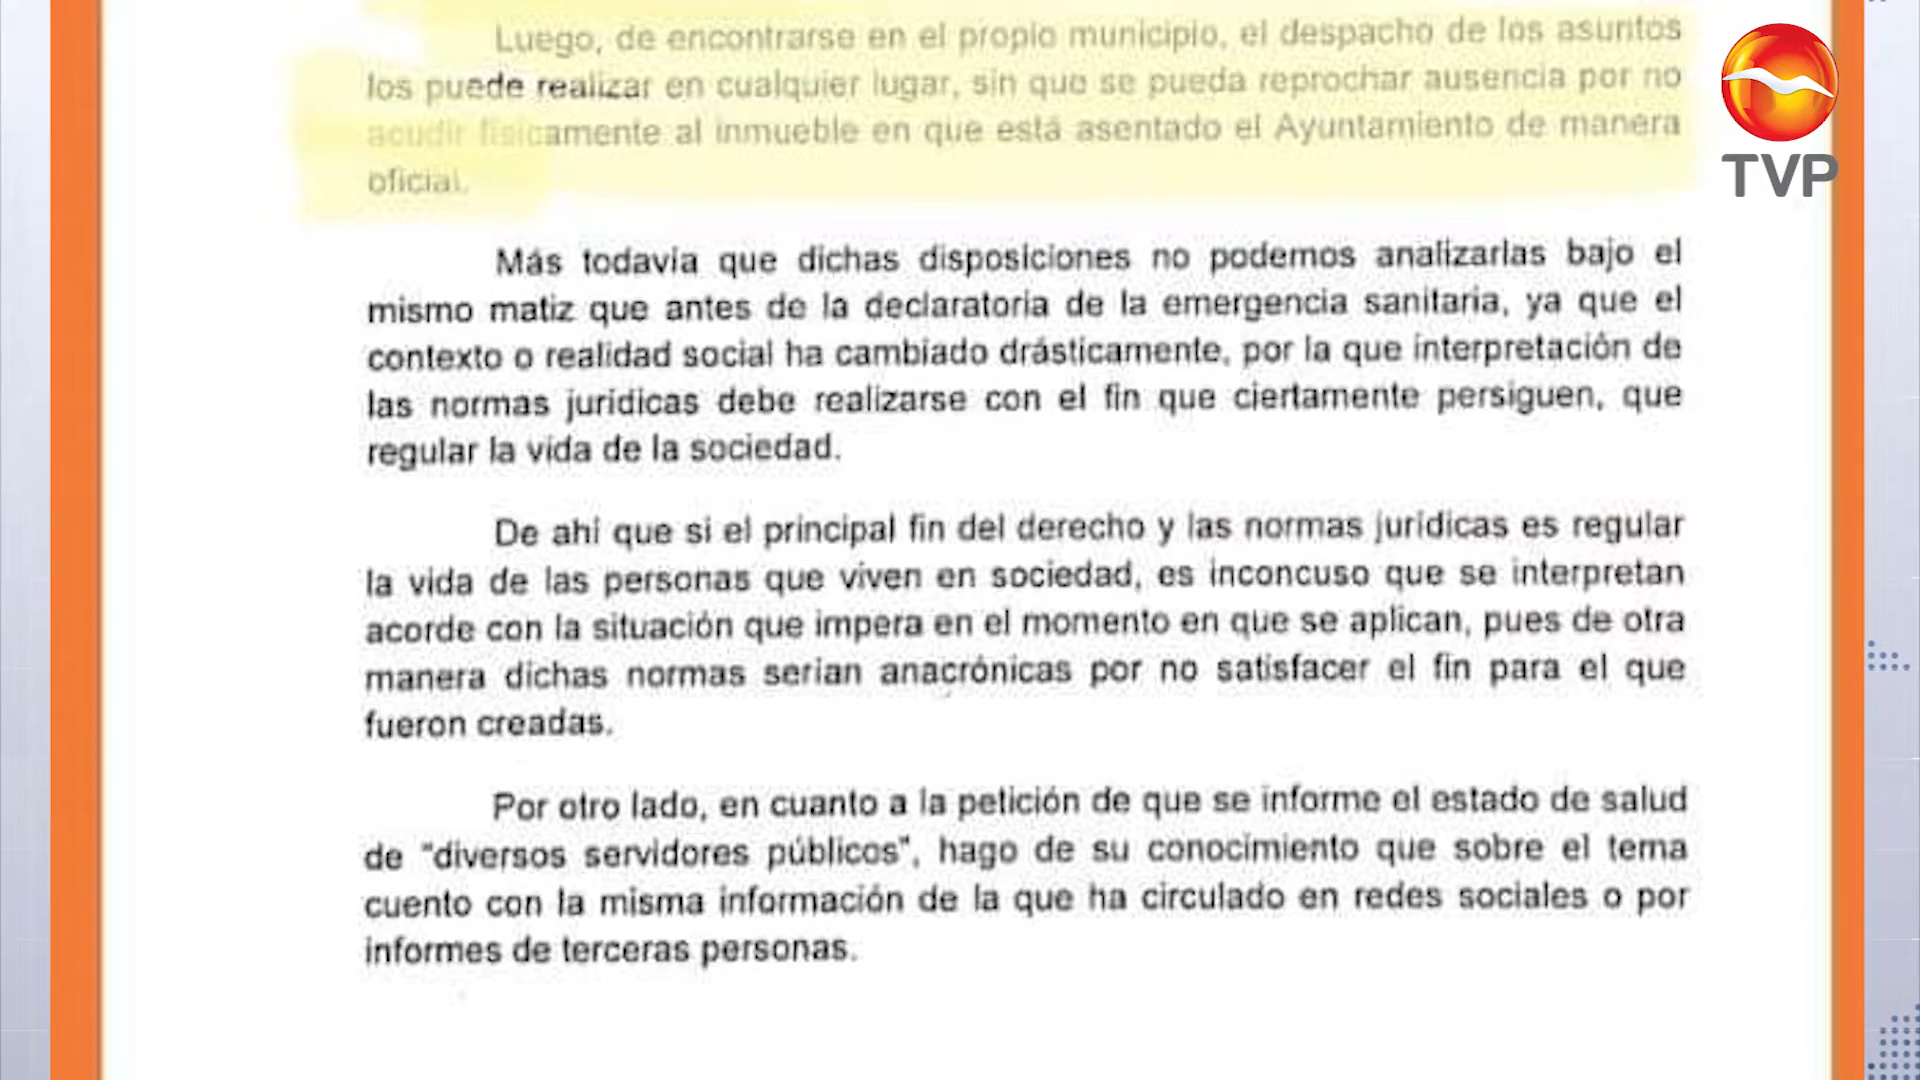 Luego, de encontrarse en el propio municipio, el despacho de los asuntos
los puede realizar en cualquier lugar, sin que se pueda reprochar ausencia por no
acudir físicamente al inmueble en que está asentado el Ayuntamiento de manera
oficial.
Más todavía que dichas disposiciones no podemos analizarlas bajo el
mismo matiz que antes de la declaratoria de la emergencia sanitaria, ya que el
contexto o realidad social ha cambiado drásticamente, por la que interpretación de
las normas jurídicas debe realizarse con el fin que ciertamente persiguen, que
regular la vida de la sociedad.
De ahí que si el principal fin del derecho y las normas jurídicas es regular
la vida de las personas que viven en sociedad, es inconcuso que se interpretan
acorde con la situación que impera en el momento en que se aplican, pues de otra
manera dichas normas serían anacrónicas por no satisfacer el fin para el que
fueron creadas.
Por otro lado, en cuanto a la petición de que se informe el estado de salud
de "diversos servidores públicos", hago de su conocimiento que sobre el tema
cuento con la misma información de la que ha circulado en redes sociales o por
informes de terceras personas.
TVP